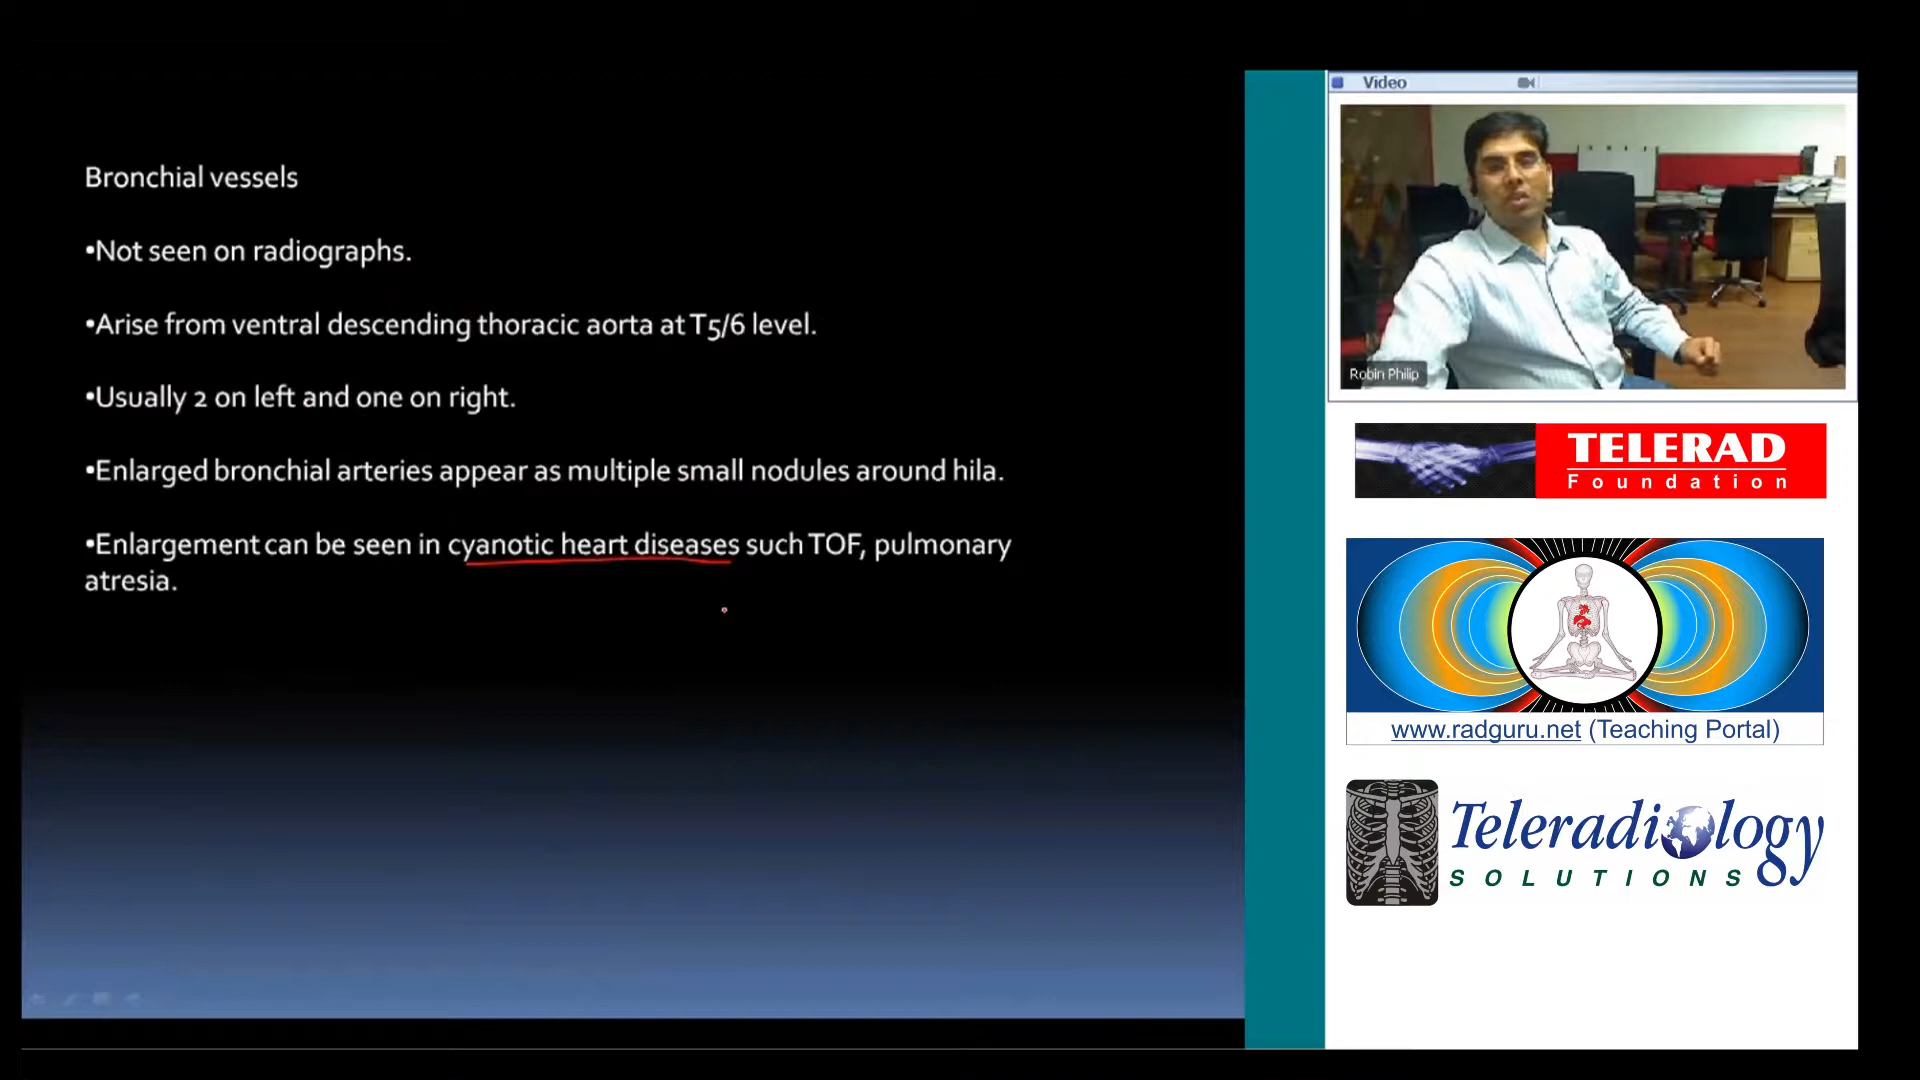 Bronchial vessels
•Not seen on radiographs.
•Arise from ventral descending thoracic aorta at T5/6 level.
•Usually 2 on left and one on right.
•Enlarged bronchial arteries appear as multiple small nodules around hila.
•Enlargement can be seen in cyanotic heart diseases such TOF, pulmonary
atresia.
Video
Robin Philip
TELERAD
Foundation
www.radguru.net (Teaching Portal)
Teleradiology
SOLUTIONS